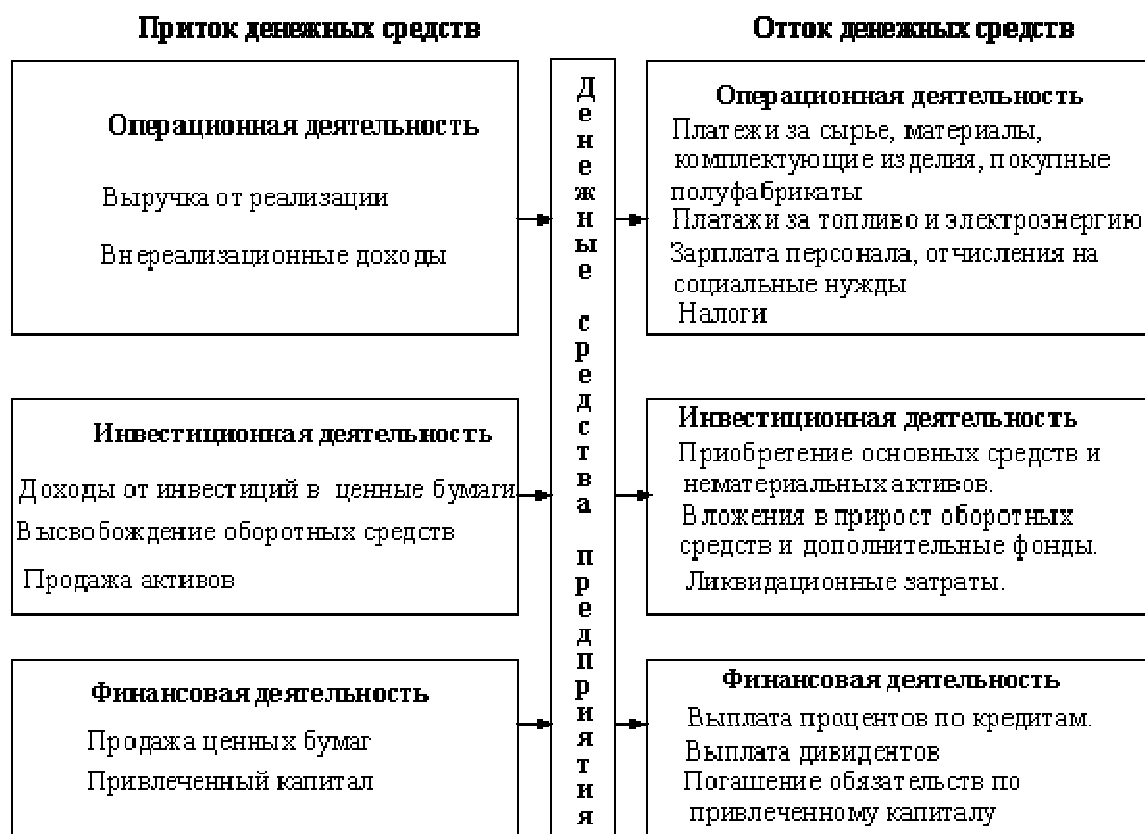 Приток денежных средств
Операционная деятельность
Выручка от реализации
Внереализационные доходы
Инвестиционная деятельность
Доходы от инвестиций в ценные бумаги
Высвобождение оборотных средств
Продажа активов
Финансовая деятельность
Продажа ценных бумаг
Привлеченный капитал
Денежные средства предприятия
Отток денежных средств
Операционная деятельность
Платежи за сырье, материалы,
комплектующие изделия, покупные
полуфабрикаты
Платажи за топливо и электроэнергию
Зарплата персонала, отчисления на
социальные нужды
Налоги
Инвестиционная деятельность
Приобретение основных средств и
нематериальных активов.
Вложения в прирост оборотных
средств и дополнительные фонды.
Ликвидационные затраты.
Финансовая деятельность
Выплата процентов по кредитам.
Выплата дивидентов
Погашение обязательств по
привлеченному капиталу